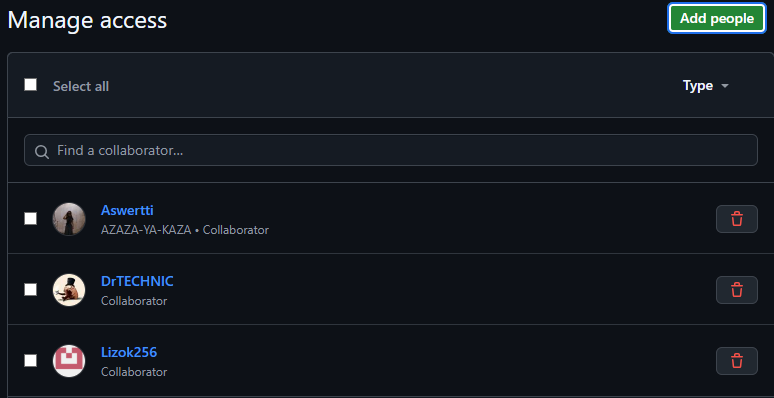 Manage access
Add people
Select all
Type
Find a collaborator...
Aswertti
AZAZA-YA-KAZA • Collaborator
DrTECHNIC
Collaborator
Lizok256
Collaborator